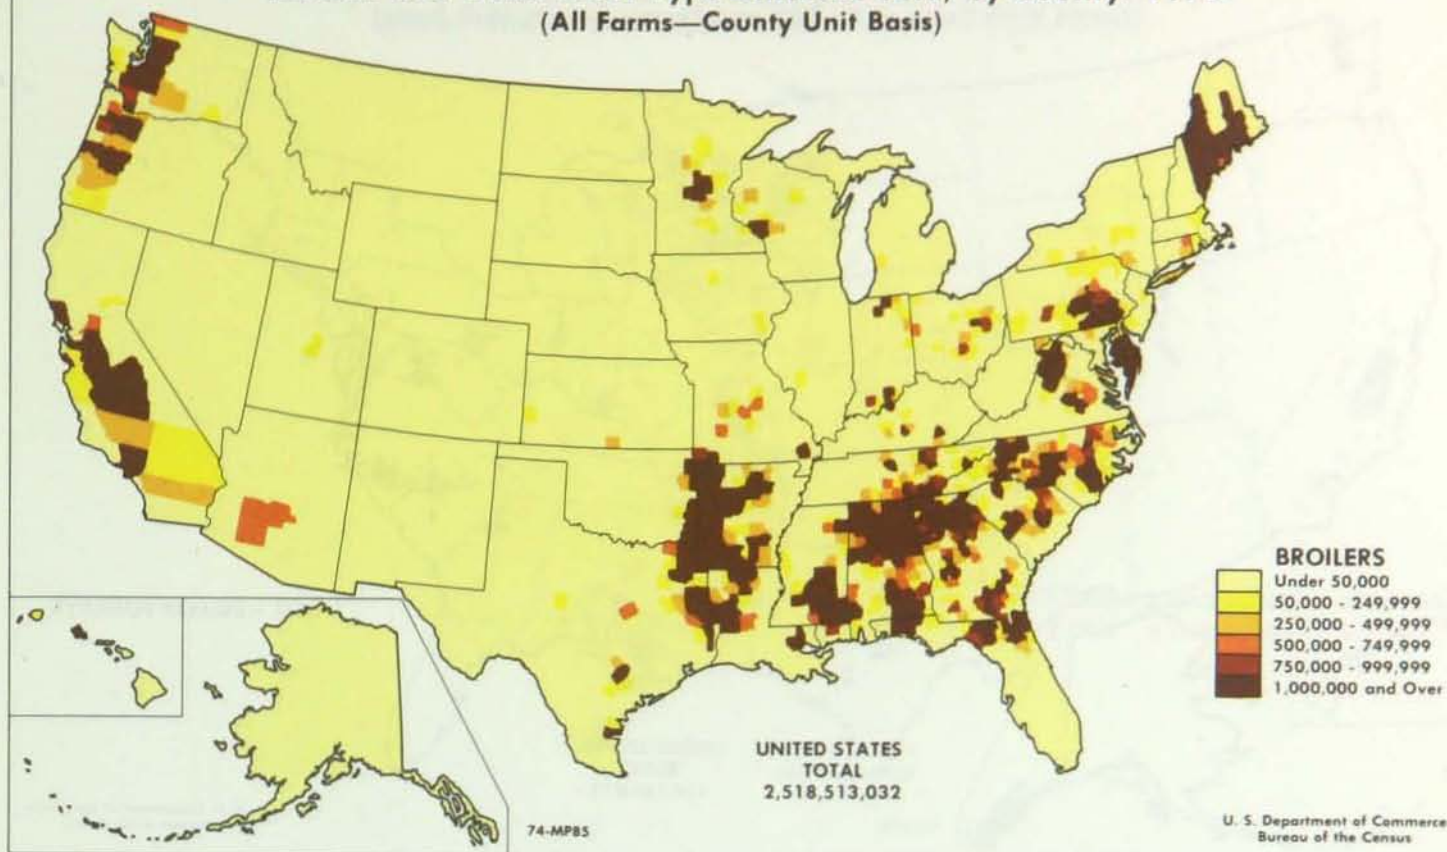 (All Farms—County Unit Basis)
BROILERS
Under 50,000
50,000 - 249,999
250,000 - 499,999
500,000 - 749,999
750,000 - 999,999
1,000,000 and Over
UNITED STATES
TOTAL
2,518,513,032
74-MPB5
U. S. Department of Commerce
Bureau of the Census